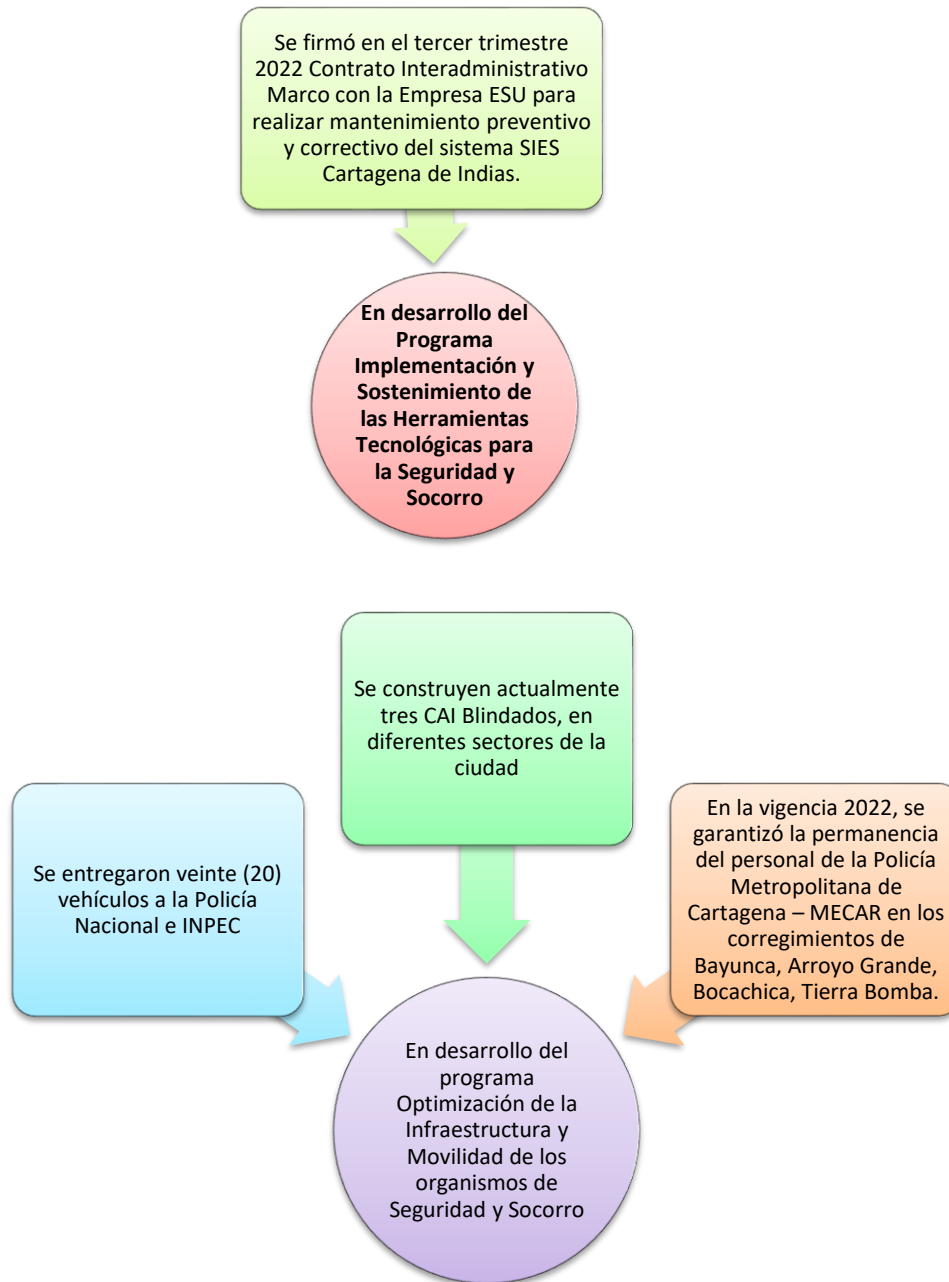 Se firmó en el tercer trimestre
2022 Contrato Interadministrativo
Marco con la Empresa ESU para
realizar mantenimiento preventivo
y correctivo del sistema SIES
Cartagena de Indias.
En desarrollo del
Programa
Implementación y
Sostenimiento de
las Herramientas
Tecnológicas para
la Seguridad y
Socorro
Se construyen actualmente
tres CAI Blindados, en
diferentes sectores de la
ciudad
Se entregaron veinte (20)
vehículos a la Policía
Nacional e INPEC
En la vigencia 2022, se
garantizó la permanencia
del personal de la Policía
Metropolitana de
Cartagena – MECAR en los
corregimientos de
Bayunca, Arroyo Grande,
Bocachica, Tierra Bomba.
En desarrollo del
programa
Optimización de la
Infraestructura y
Movilidad de los
organismos de
Seguridad y Socorro